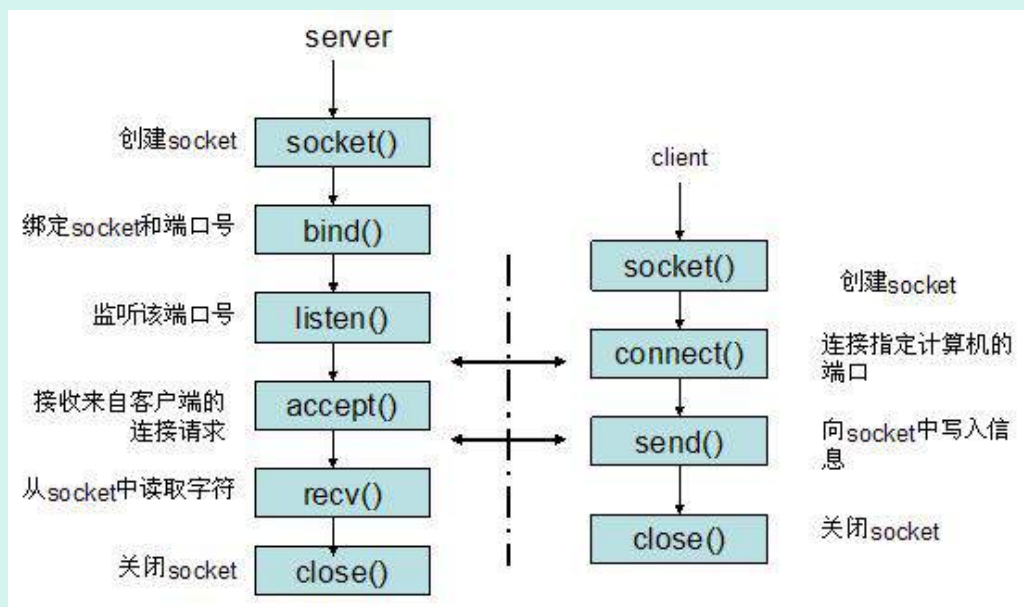 server
创建socket
socket()
绑定socket和端口号
bind()
监听该端口号
listen()
接收来自客户端的
连接请求
accept()
从socket中读取字符
recv()
关闭socket
close()
client
socket()
创建socket
connect()
连接指定计算机的
端口
send()
向socket中写入信
息
close()
关闭socket